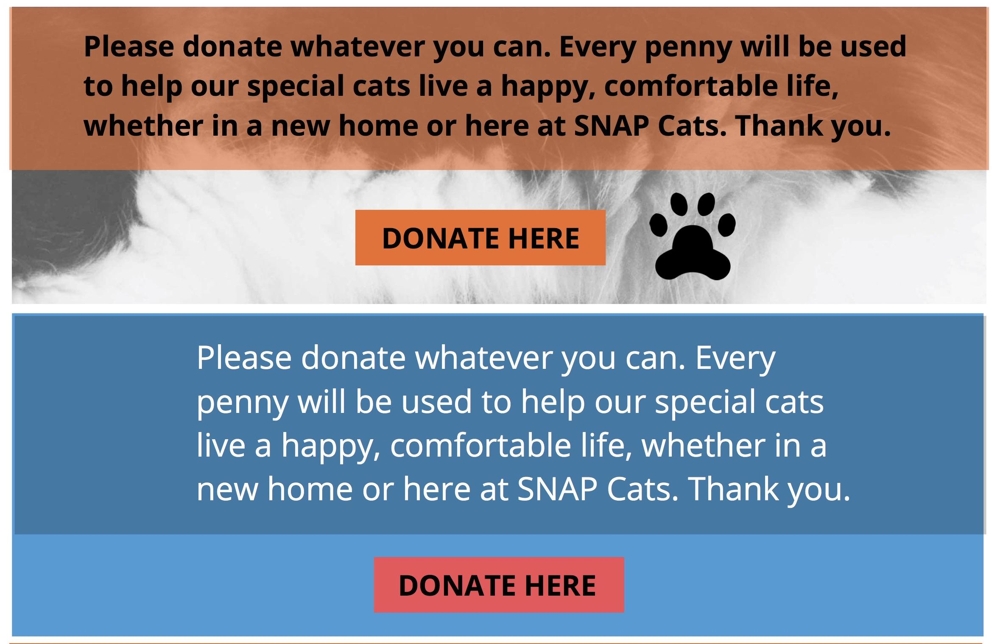 Please donate whatever you can. Every penny will be used
to help our special cats live a happy, comfortable life,
whether in a new home or here at SNAP Cats. Thank you.
DONATE HERE
Please donate whatever you can. Every
penny will be used to help our special cats
live a happy, comfortable life, whether in a
new home or here at SNAP Cats. Thank you.
DONATE HERE